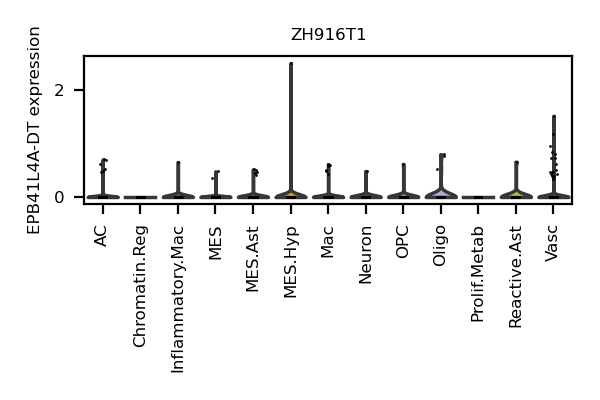 ZH916T1
EPB41L4A-DT expression
2
0
AC
Chromatin.Reg
Inflammatory.Mac
MES
MES.Ast
MES.Hyp
Mac
Neuron
OPC
Oligo
Prolif.Metab
Reactive.Ast
Vasc